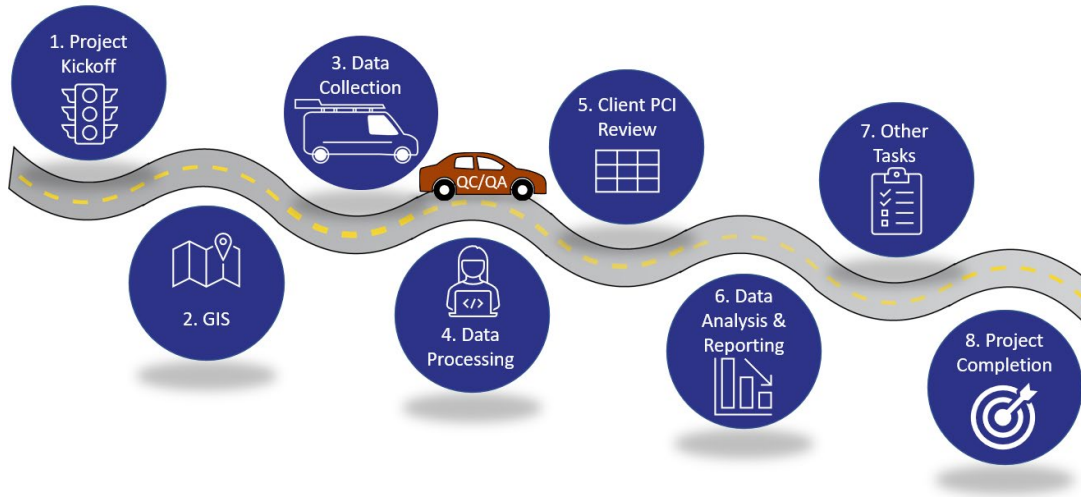 1. Project
Kickoff
2. GIS
3. Data
Collection
QC/QA
</>
4. Data
Processing
5. Client PCI
Review
6. Data
Analysis &
Reporting
7. Other
Tasks
8. Project
Completion